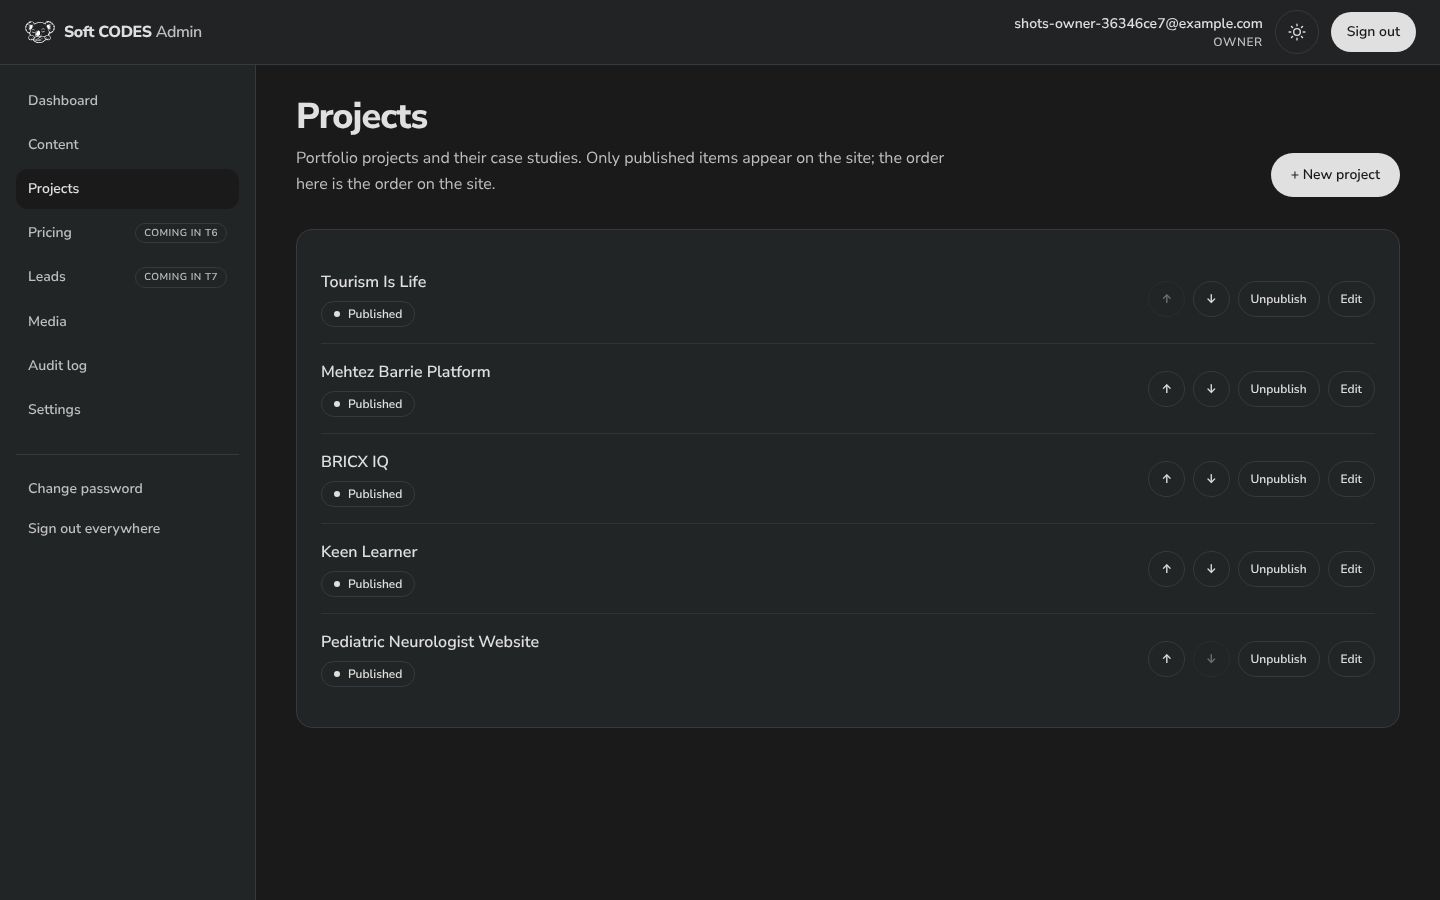 Soft CODES Admin
shots-owner-36346ce7@example.com
OWNER
Sign out
Dashboard
Content
Projects
Pricing
COMING IN T6
Leads
COMING IN T7
Media
Audit log
Settings
Change password
Sign out everywhere
Projects
Portfolio projects and their case studies. Only published items appear on the site; the order
here is the order on the site.
+ New project
Tourism Is Life
Published
↑ ↓ Unpublish Edit
Mehtez Barrie Platform
Published
↑ ↓ Unpublish Edit
BRICX IQ
Published
↑ ↓ Unpublish Edit
Keen Learner
Published
↑ ↓ Unpublish Edit
Pediatric Neurologist Website
Published
↑ ↓ Unpublish Edit